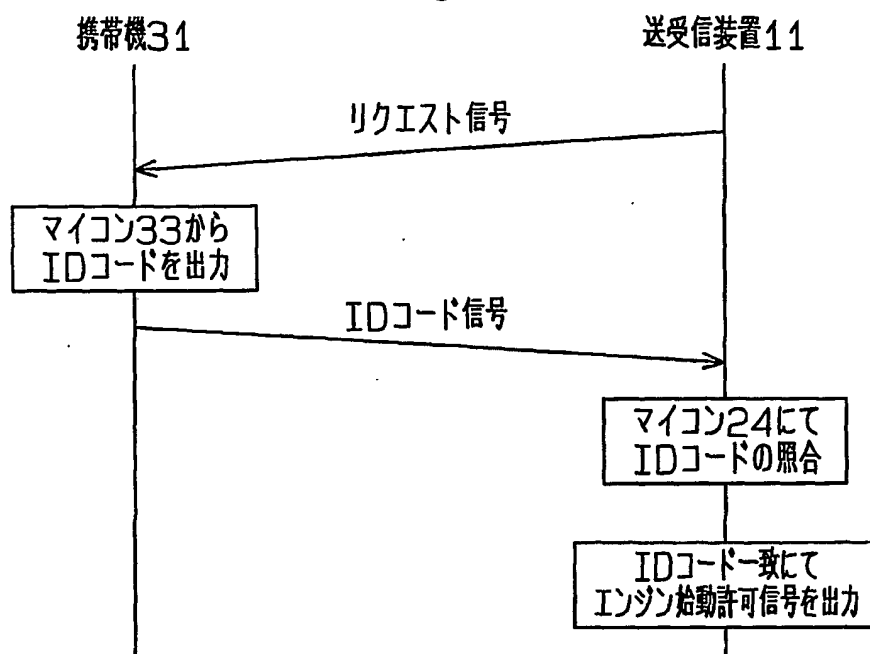 携帯機31
送受信装置11
リクエスト信号
マイコン33から
IDコードを出力
IDコード信号
マイコン24にて
IDコードの照合
IDコード一致にて
エンジン始動許可信号を出力